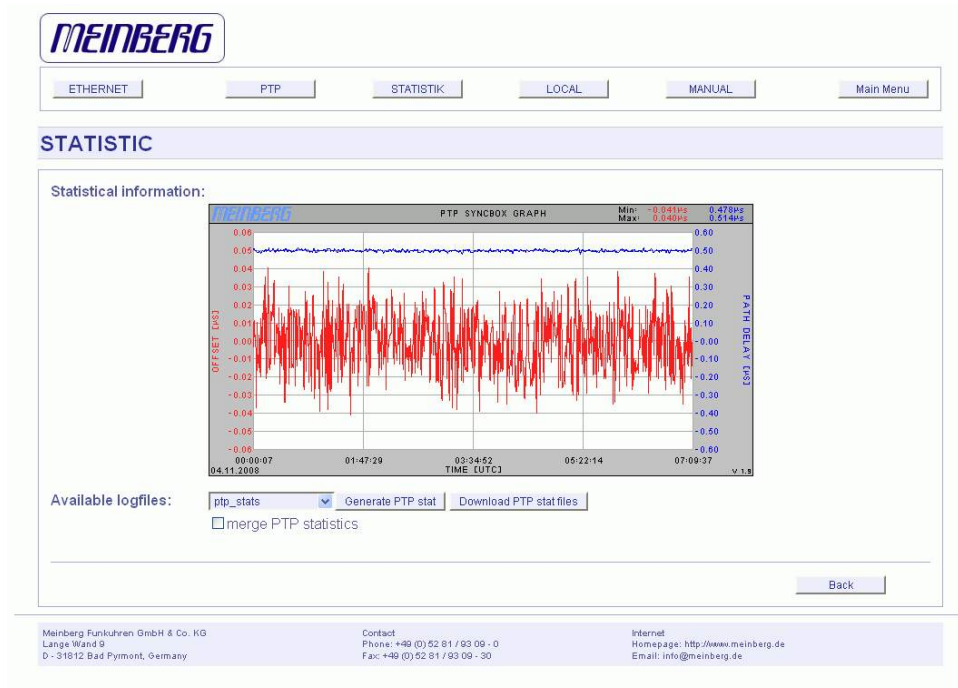 MEINBERG
ETHERNET PTP STATISTIK LOCAL MANUAL Main Menu
STATISTIC
Statistical information:
MEINBERG PTP SYNCBOX GRAPH Min: -0.041µs 0.478µs
Max: 0.040µs 0.514µs
0.06 0.60
0.05 0.50
0.04 0.40
0.03 0.30
0.02 0.20
0.01 0.10
0.00 -0.00
-0.01 -0.10
-0.02 -0.20
-0.03 -0.30
-0.04 -0.40
-0.05 -0.50
-0.06 -0.60
OFFSET [µS]
PATH DELAY [µS]
00:00:07 01:47:29 03:34:52 05:22:14 07:09:37
04.11.2008 TIME [UTC] V 1.9
Available logfiles: ptp_stats Generate PTP stat Download PTP stat files
merge PTP statistics
Back
Meinberg Funkuhren GmbH & Co. KG
Lange Wand 9
D - 31812 Bad Pyrmont, Germany
Contact
Phone: +49 (0) 52 81 / 93 09 - 0
Fax: +49 (0) 52 81 / 93 09 - 30
Internet
Homepage: http://www.meinberg.de
Email: info@meinberg.de